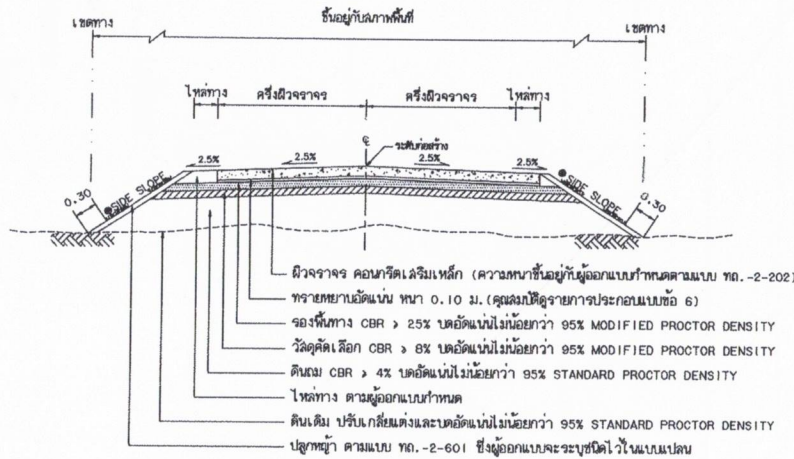 ขึ้นอยู่กับสภาพพื้นที่
เขตทาง เขตทาง
ไหล่ทาง ครึ่งผิวจราจร ครึ่งผิวจราจร ไหล่ทาง
ระดับก่อสร้าง
2.5% 2.5% 2.5% 2.5%
0.30 SIDE SLOPE SIDE SLOPE 0.30
ผิวจราจร คอนกรีตเสริมเหล็ก (ความหนาขึ้นอยู่กับผู้ออกแบบกำหนดตามแบบ ทถ.-2-202)
ทรายหยาบอัดแน่น หนา 0.10 ม.(คุณสมบัติดูรายการประกอบแบบข้อ 6)
รองพื้นทาง CBR > 25% บดอัดแน่นไม่น้อยกว่า 95% MODIFIED PROCTOR DENSITY
วัสดุคัดเลือก CBR > 8% บดอัดแน่นไม่น้อยกว่า 95% MODIFIED PROCTOR DENSITY
ดินถม CBR > 4% บดอัดแน่นไม่น้อยกว่า 95% STANDARD PROCTOR DENSITY
ไหล่ทาง ตามผู้ออกแบบกำหนด
ดินเดิม ปรับเกลี่ยแต่งและบดอัดแน่นไม่น้อยกว่า 95% STANDARD PROCTOR DENSITY
ปลูกหญ้า ตามแบบ ทถ.-2-601 ซึ่งผู้ออกแบบจะระบุชนิดไว้ในแบบแปลน